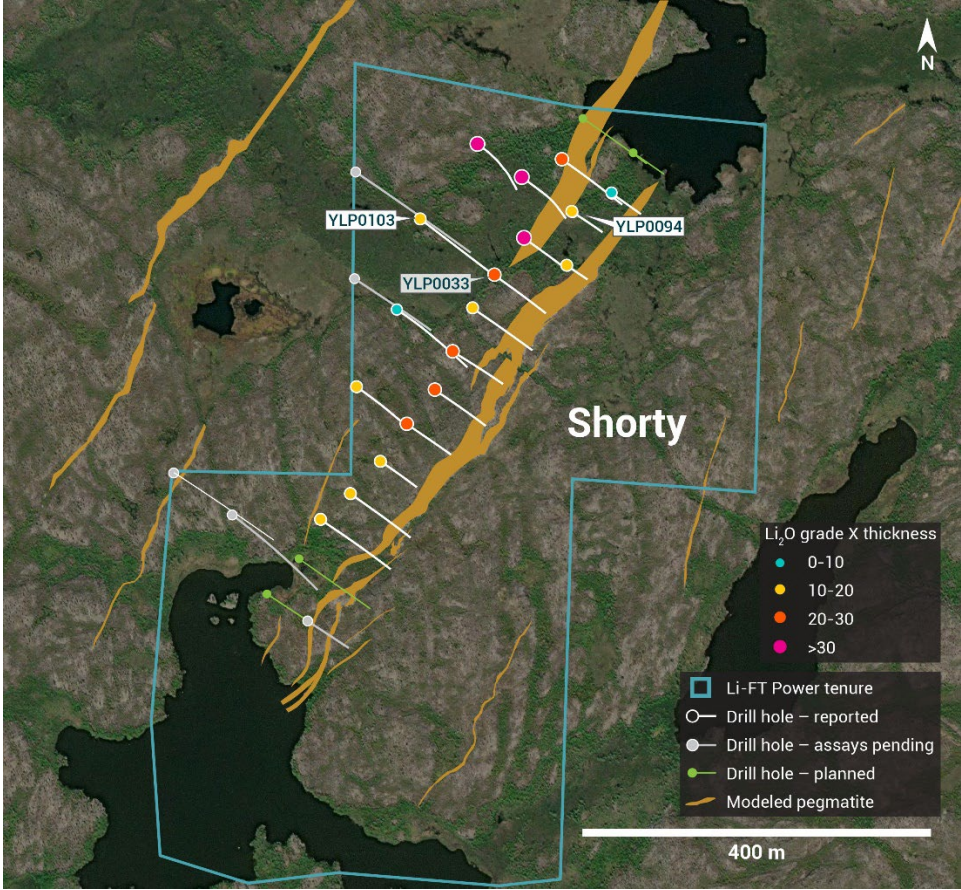 N
YLP0103
YLP0094
YLP0033
Shorty
Li₂O grade X thickness
0-10
10-20
20-30
>30
Li-FT Power tenure
Drill hole – reported
Drill hole – assays pending
Drill hole – planned
Modeled pegmatite
400 m